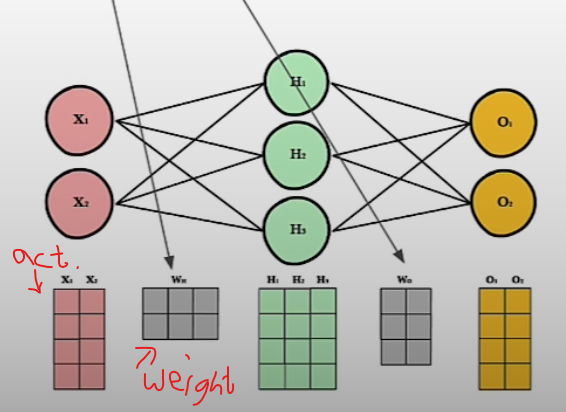 H₁
X₁
O₁
H₂
X₂
O₂
H₃
act.
X₁ X₂
W_H
H₁ H₂ H₃
W_O
O₁ O₂
weight